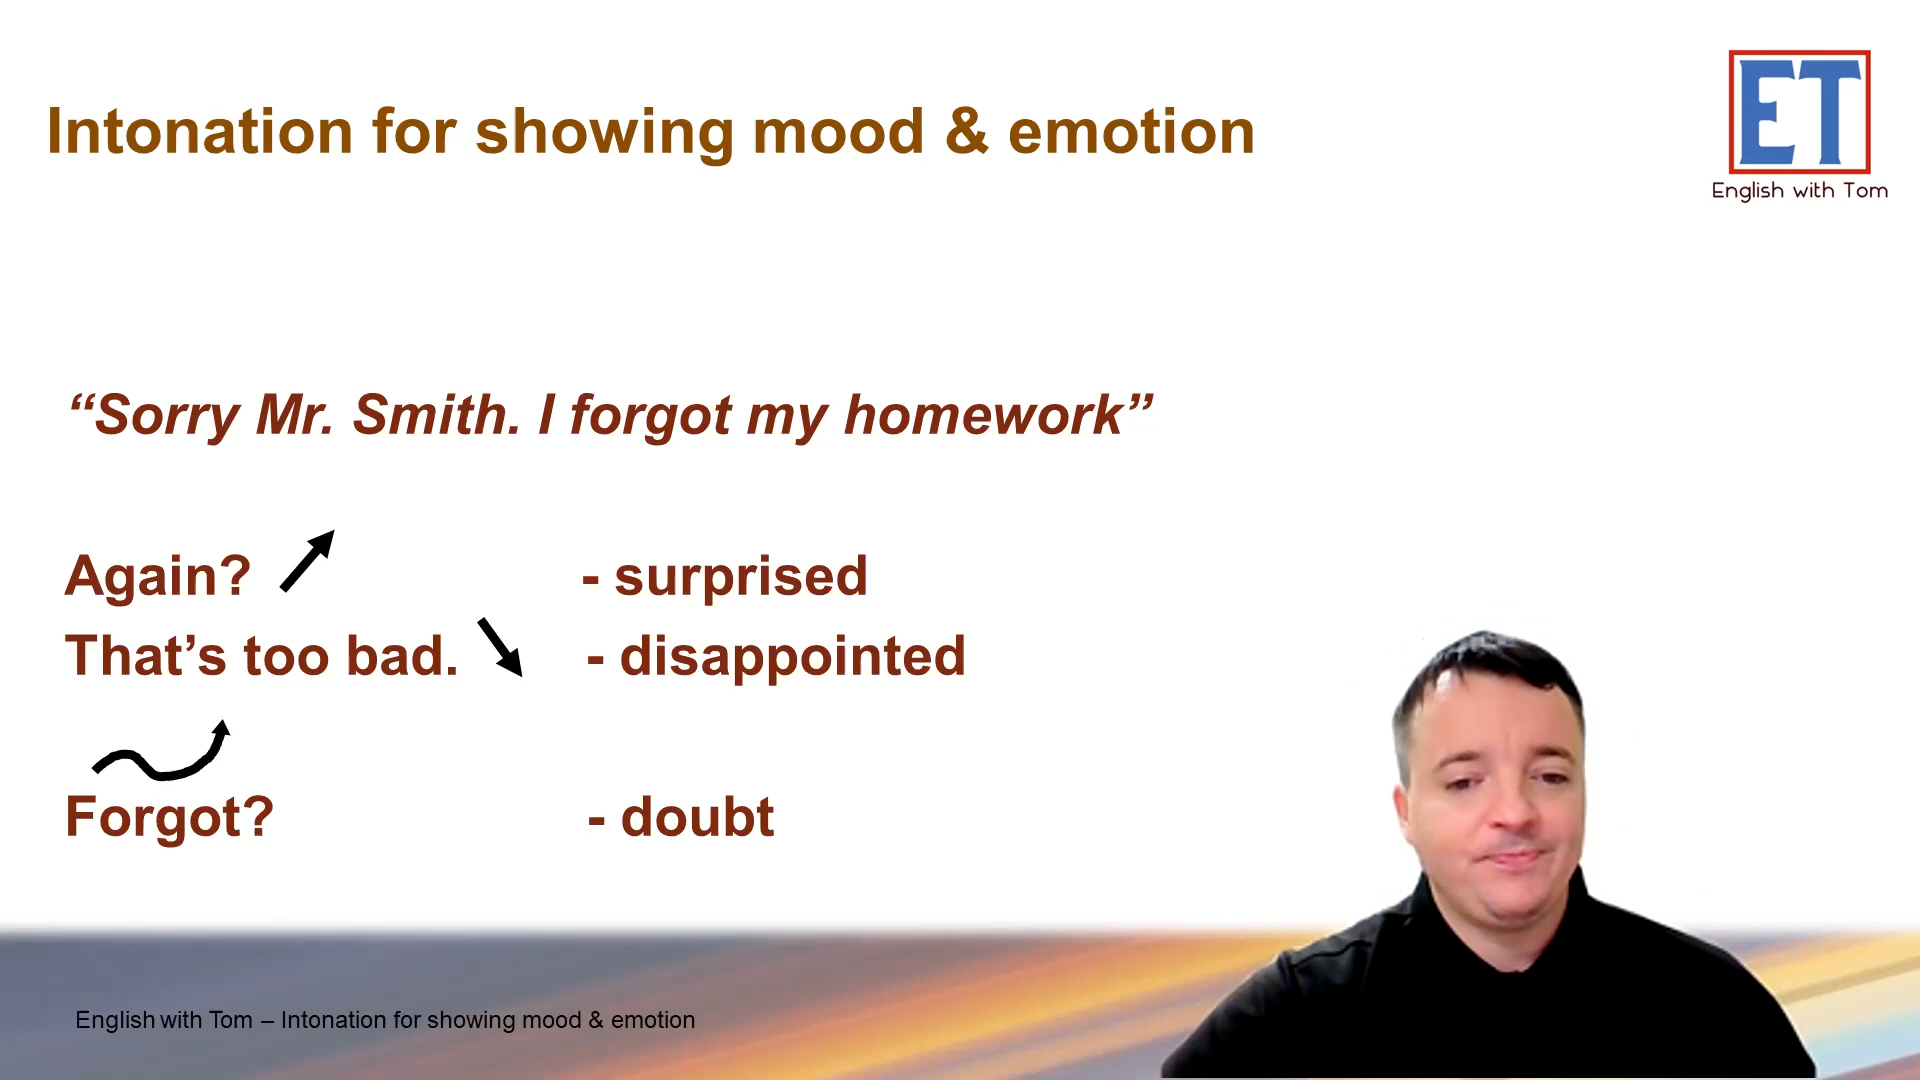 Intonation for showing mood & emotion
ET
English with Tom
“Sorry Mr. Smith. I forgot my homework”
Again? - surprised
That’s too bad. - disappointed
Forgot? - doubt
English with Tom – Intonation for showing mood & emotion